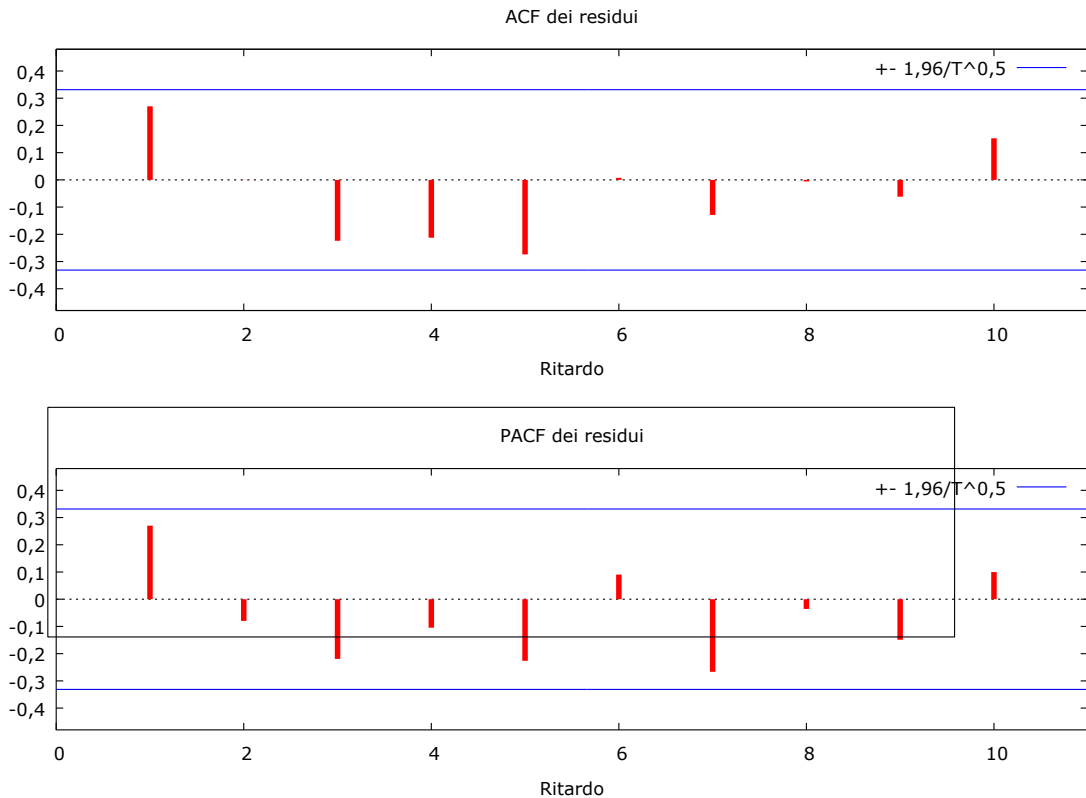 ACF dei residui
+- 1,96/T^0,5
0,4
0,3
0,2
0,1
0
-0,1
-0,2
-0,3
-0,4
0 2 4 6 8 10
Ritardo
PACF dei residui
+- 1,96/T^0,5
0,4
0,3
0,2
0,1
0
-0,1
-0,2
-0,3
-0,4
0 2 4 6 8 10
Ritardo